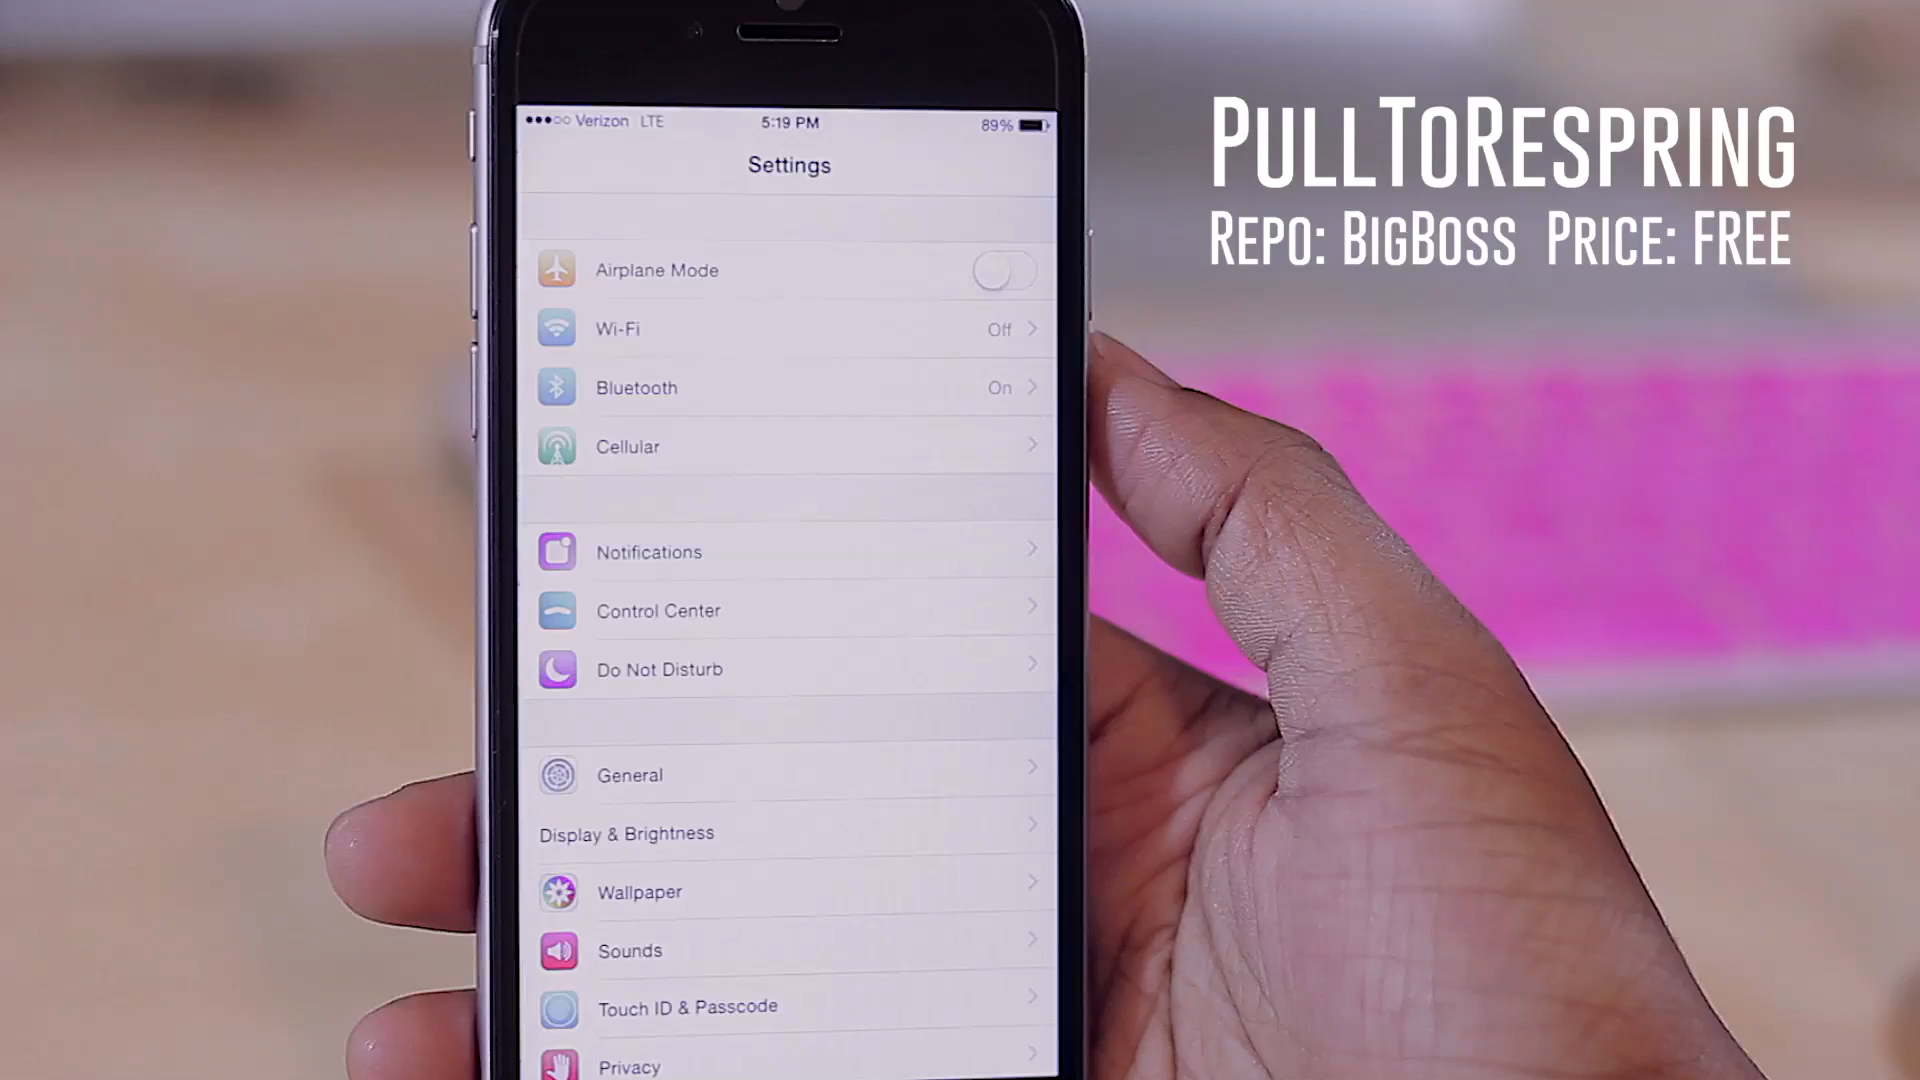 PULLTORESPRING
REPO: BIGBOSS PRICE: FREE
Verizon LTE 5:19 PM 89%
Settings
Airplane Mode
Wi-Fi Off
Bluetooth On
Cellular
Notifications
Control Center
Do Not Disturb
General
Display & Brightness
Wallpaper
Sounds
Touch ID & Passcode
Privacy